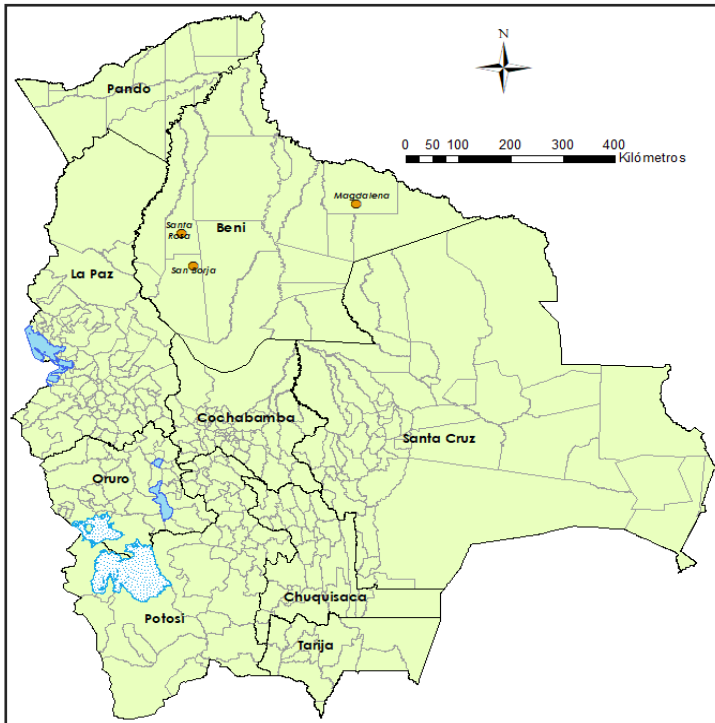 N
Pando
0 50 100 200 300 400
Kilómetros
Magdalena
Santa
Rosa
Beni
San Borja
La Paz
Cochabamba
Santa Cruz
Oruro
Chuquisaca
Potosí
Tarija